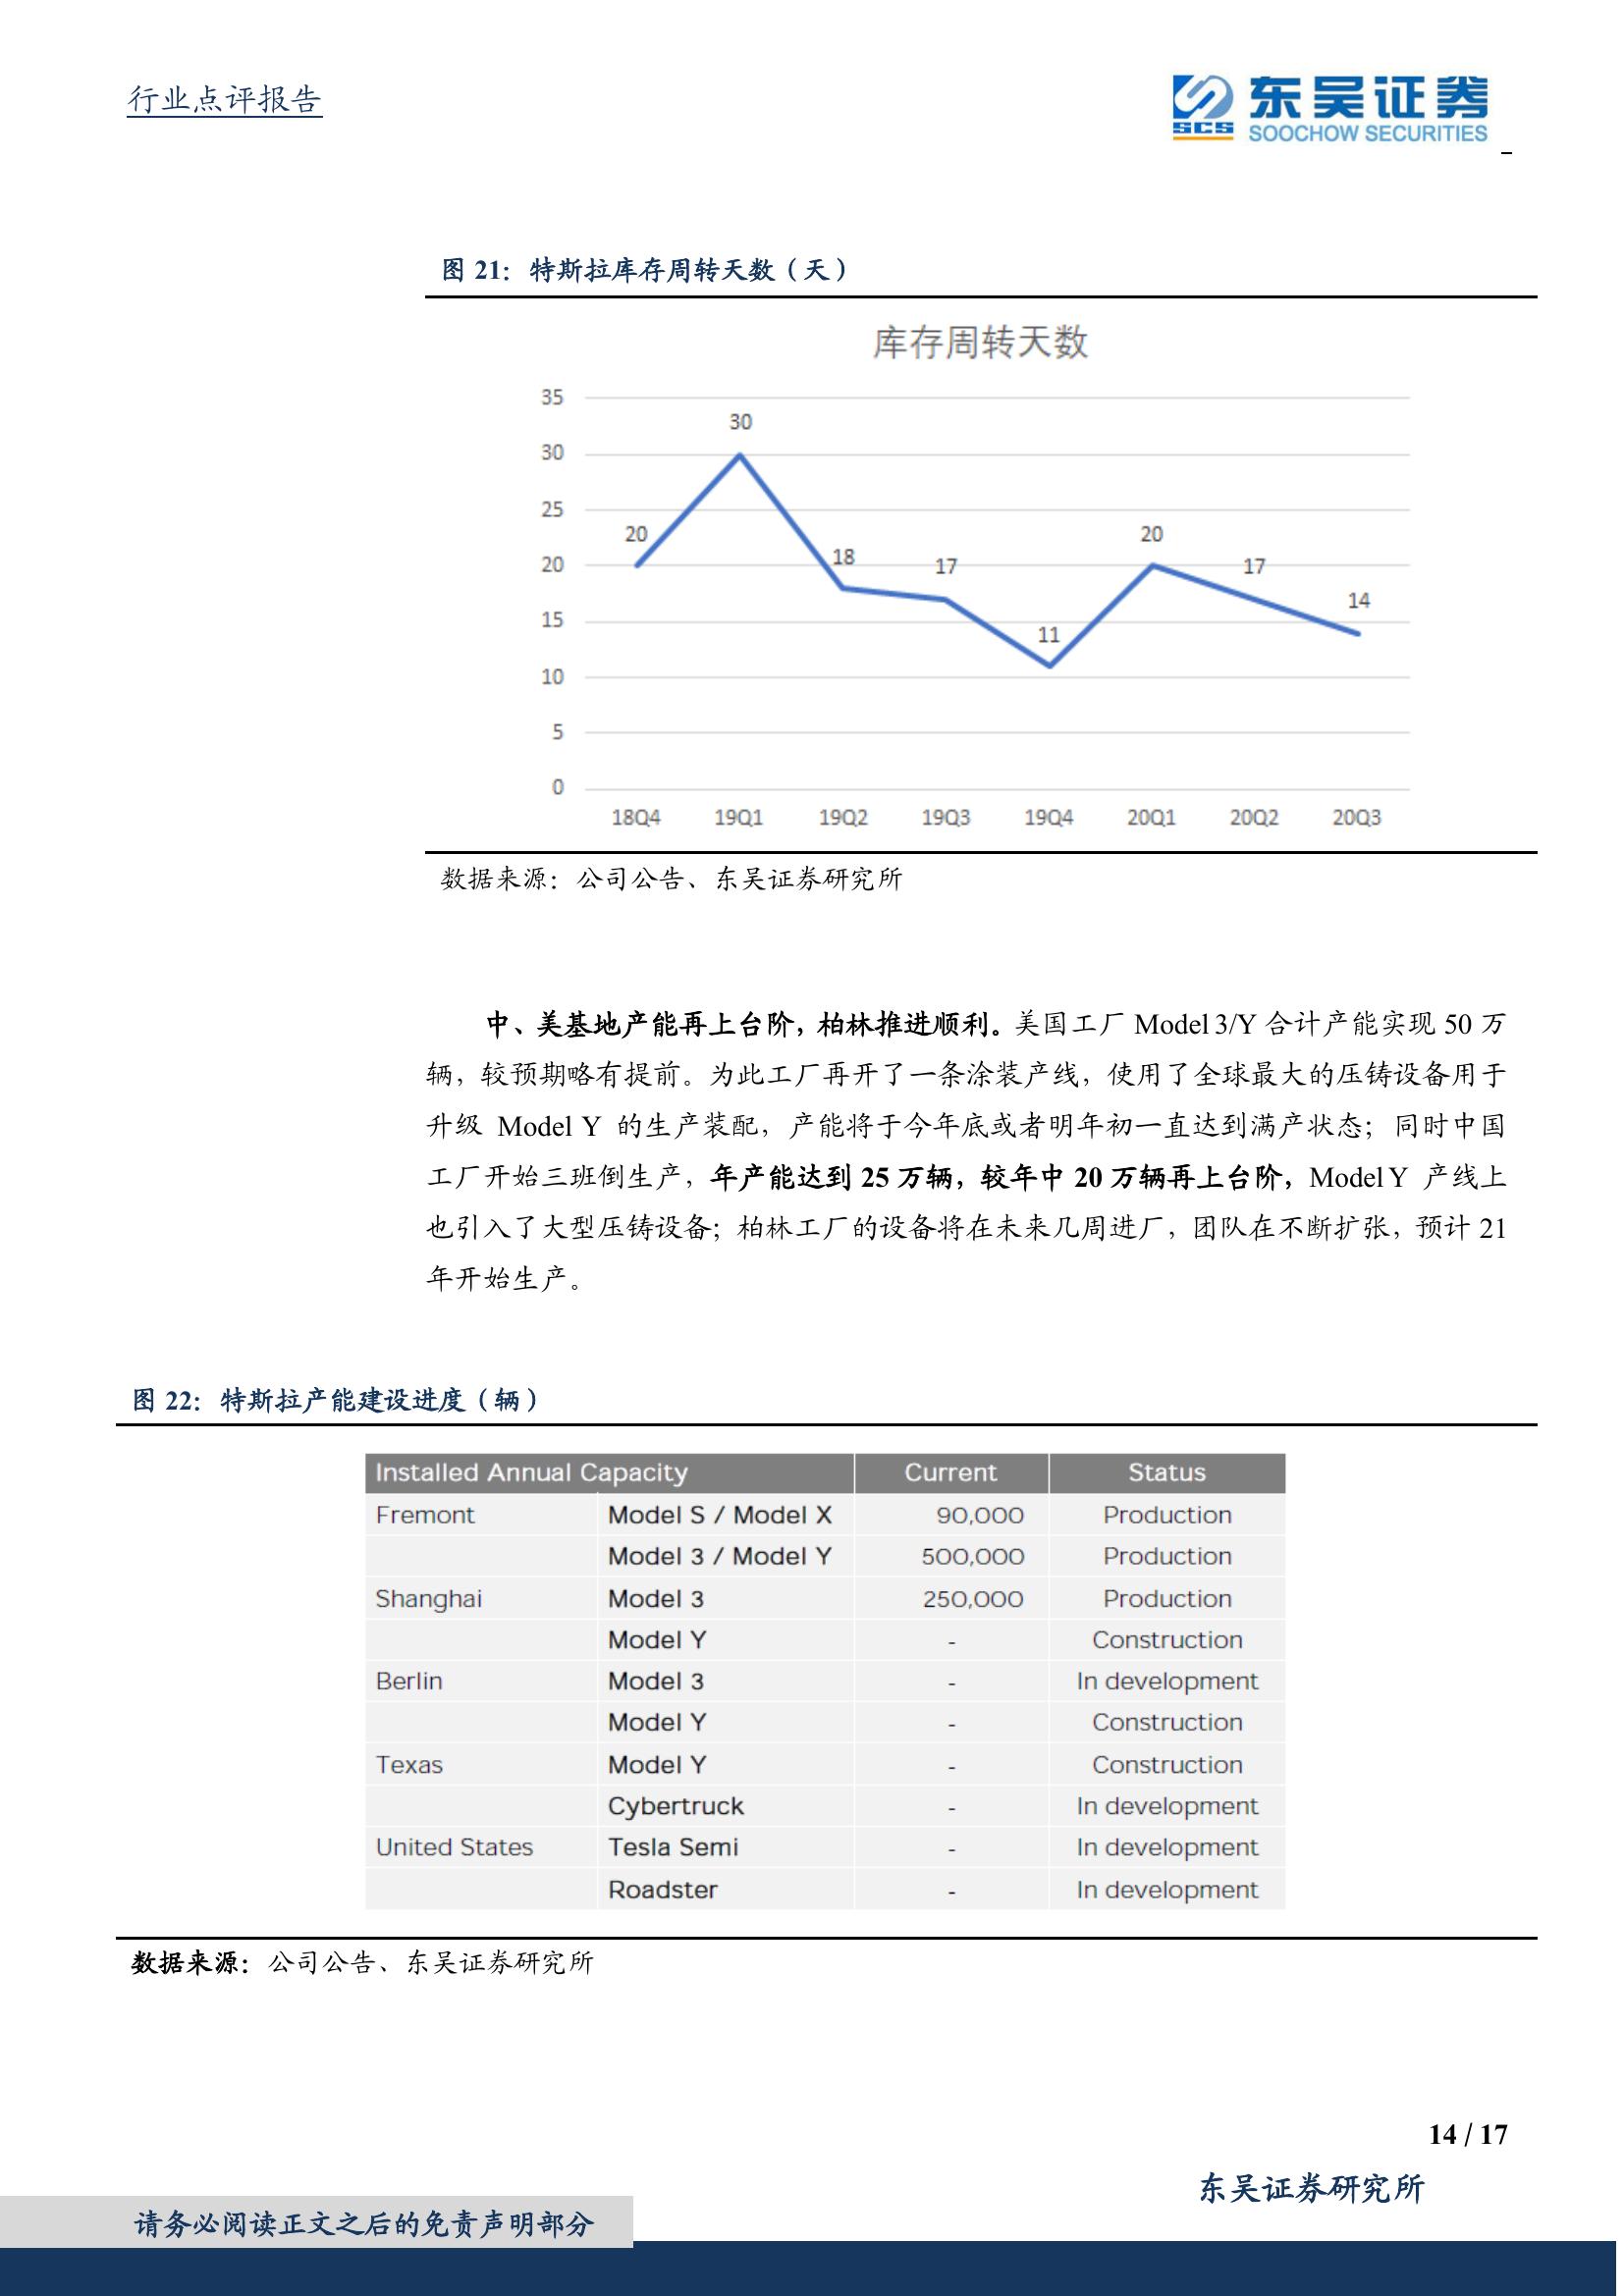 行业点评报告
东吴证券
SCS
SOOCHOW SECURITIES
图 21：特斯拉库存周转天数（天）
库存周转天数
35
30
25
20
15
10
5
0
20
30
18
17
11
20
17
14
18Q4 19Q1 19Q2 19Q3 19Q4 20Q1 20Q2 20Q3
数据来源：公司公告、东吴证券研究所
中、美基地产能再上台阶，柏林推进顺利。美国工厂 Model 3/Y 合计产能实现 50 万
辆，较预期略有提前。为此工厂再开了一条涂装产线，使用了全球最大的压铸设备用于
升级 Model Y 的生产装配，产能将于今年底或者明年初一直达到满产状态；同时中国
工厂开始三班倒生产，年产能达到 25 万辆，较年中 20 万辆再上台阶，Model Y 产线上
也引入了大型压铸设备；柏林工厂的设备将在未来几周进厂，团队在不断扩张，预计 21
年开始生产。
图 22：特斯拉产能建设进度（辆）
Installed Annual Capacity Current Status
Fremont Model S / Model X 90,000 Production
Model 3 / Model Y 500,000 Production
Shanghai Model 3 250,000 Production
Model Y - Construction
Berlin Model 3 - In development
Model Y - Construction
Texas Model Y - Construction
Cybertruck - In development
United States Tesla Semi - In development
Roadster - In development
数据来源：公司公告、东吴证券研究所
14 / 17
东吴证券研究所
请务必阅读正文之后的免责声明部分